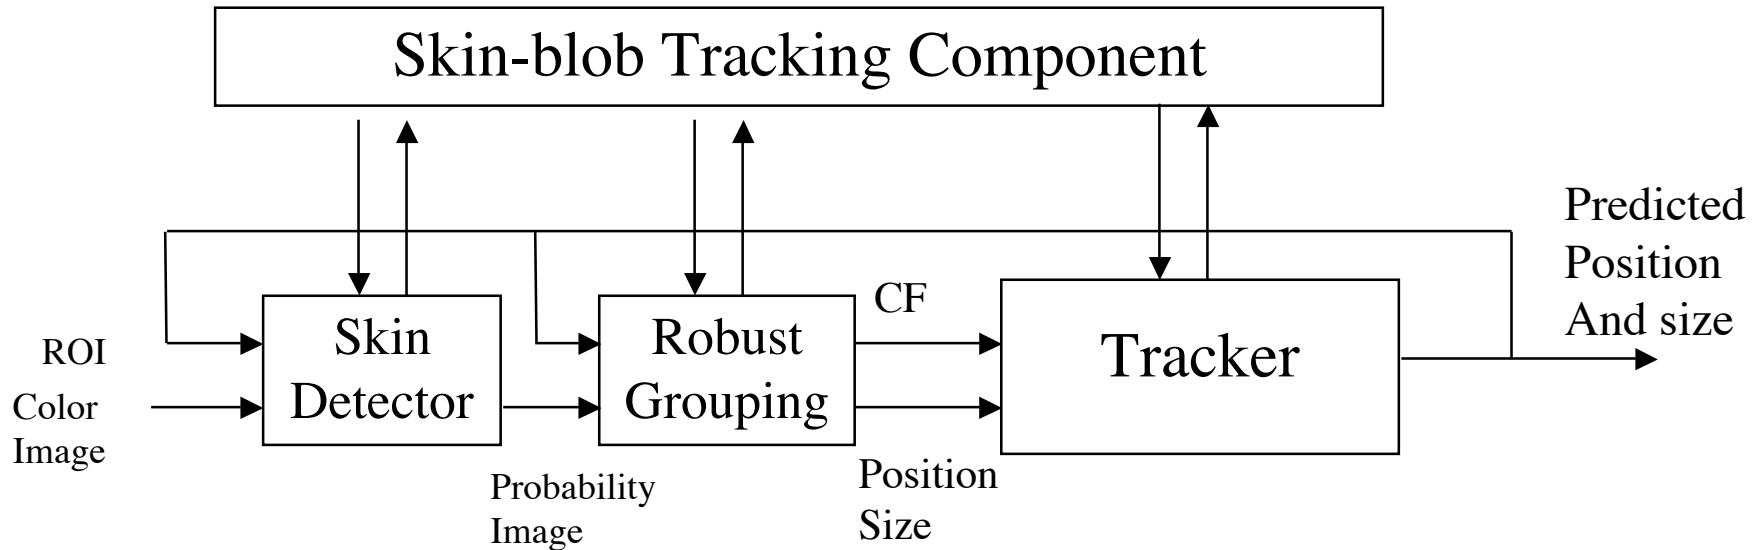 Skin-blob Tracking Component
Predicted
Position
And size
CF
Skin
Detector
Robust
Grouping
Tracker
ROI
Color
Image
Probability
Image
Position
Size